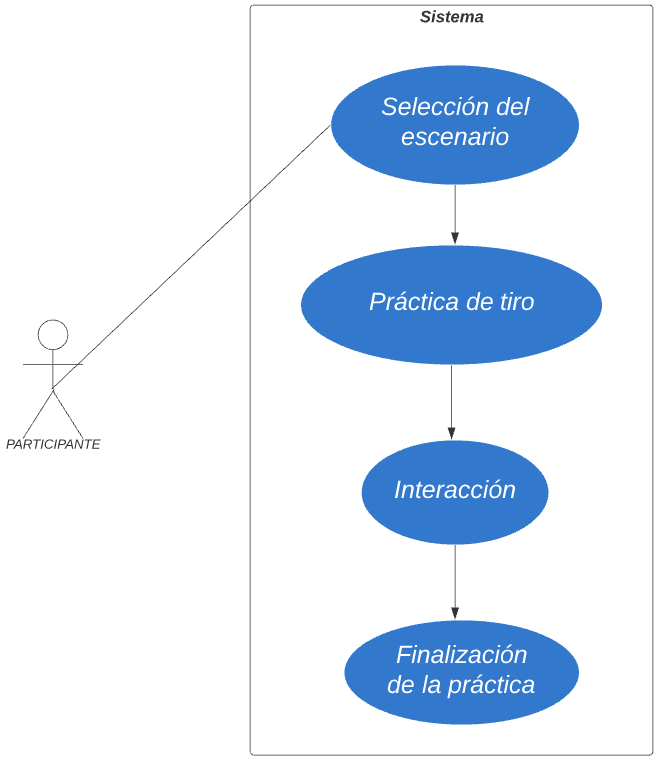 Sistema
Selección del
escenario
Práctica de tiro
PARTICIPANTE
Interacción
Finalización
de la práctica